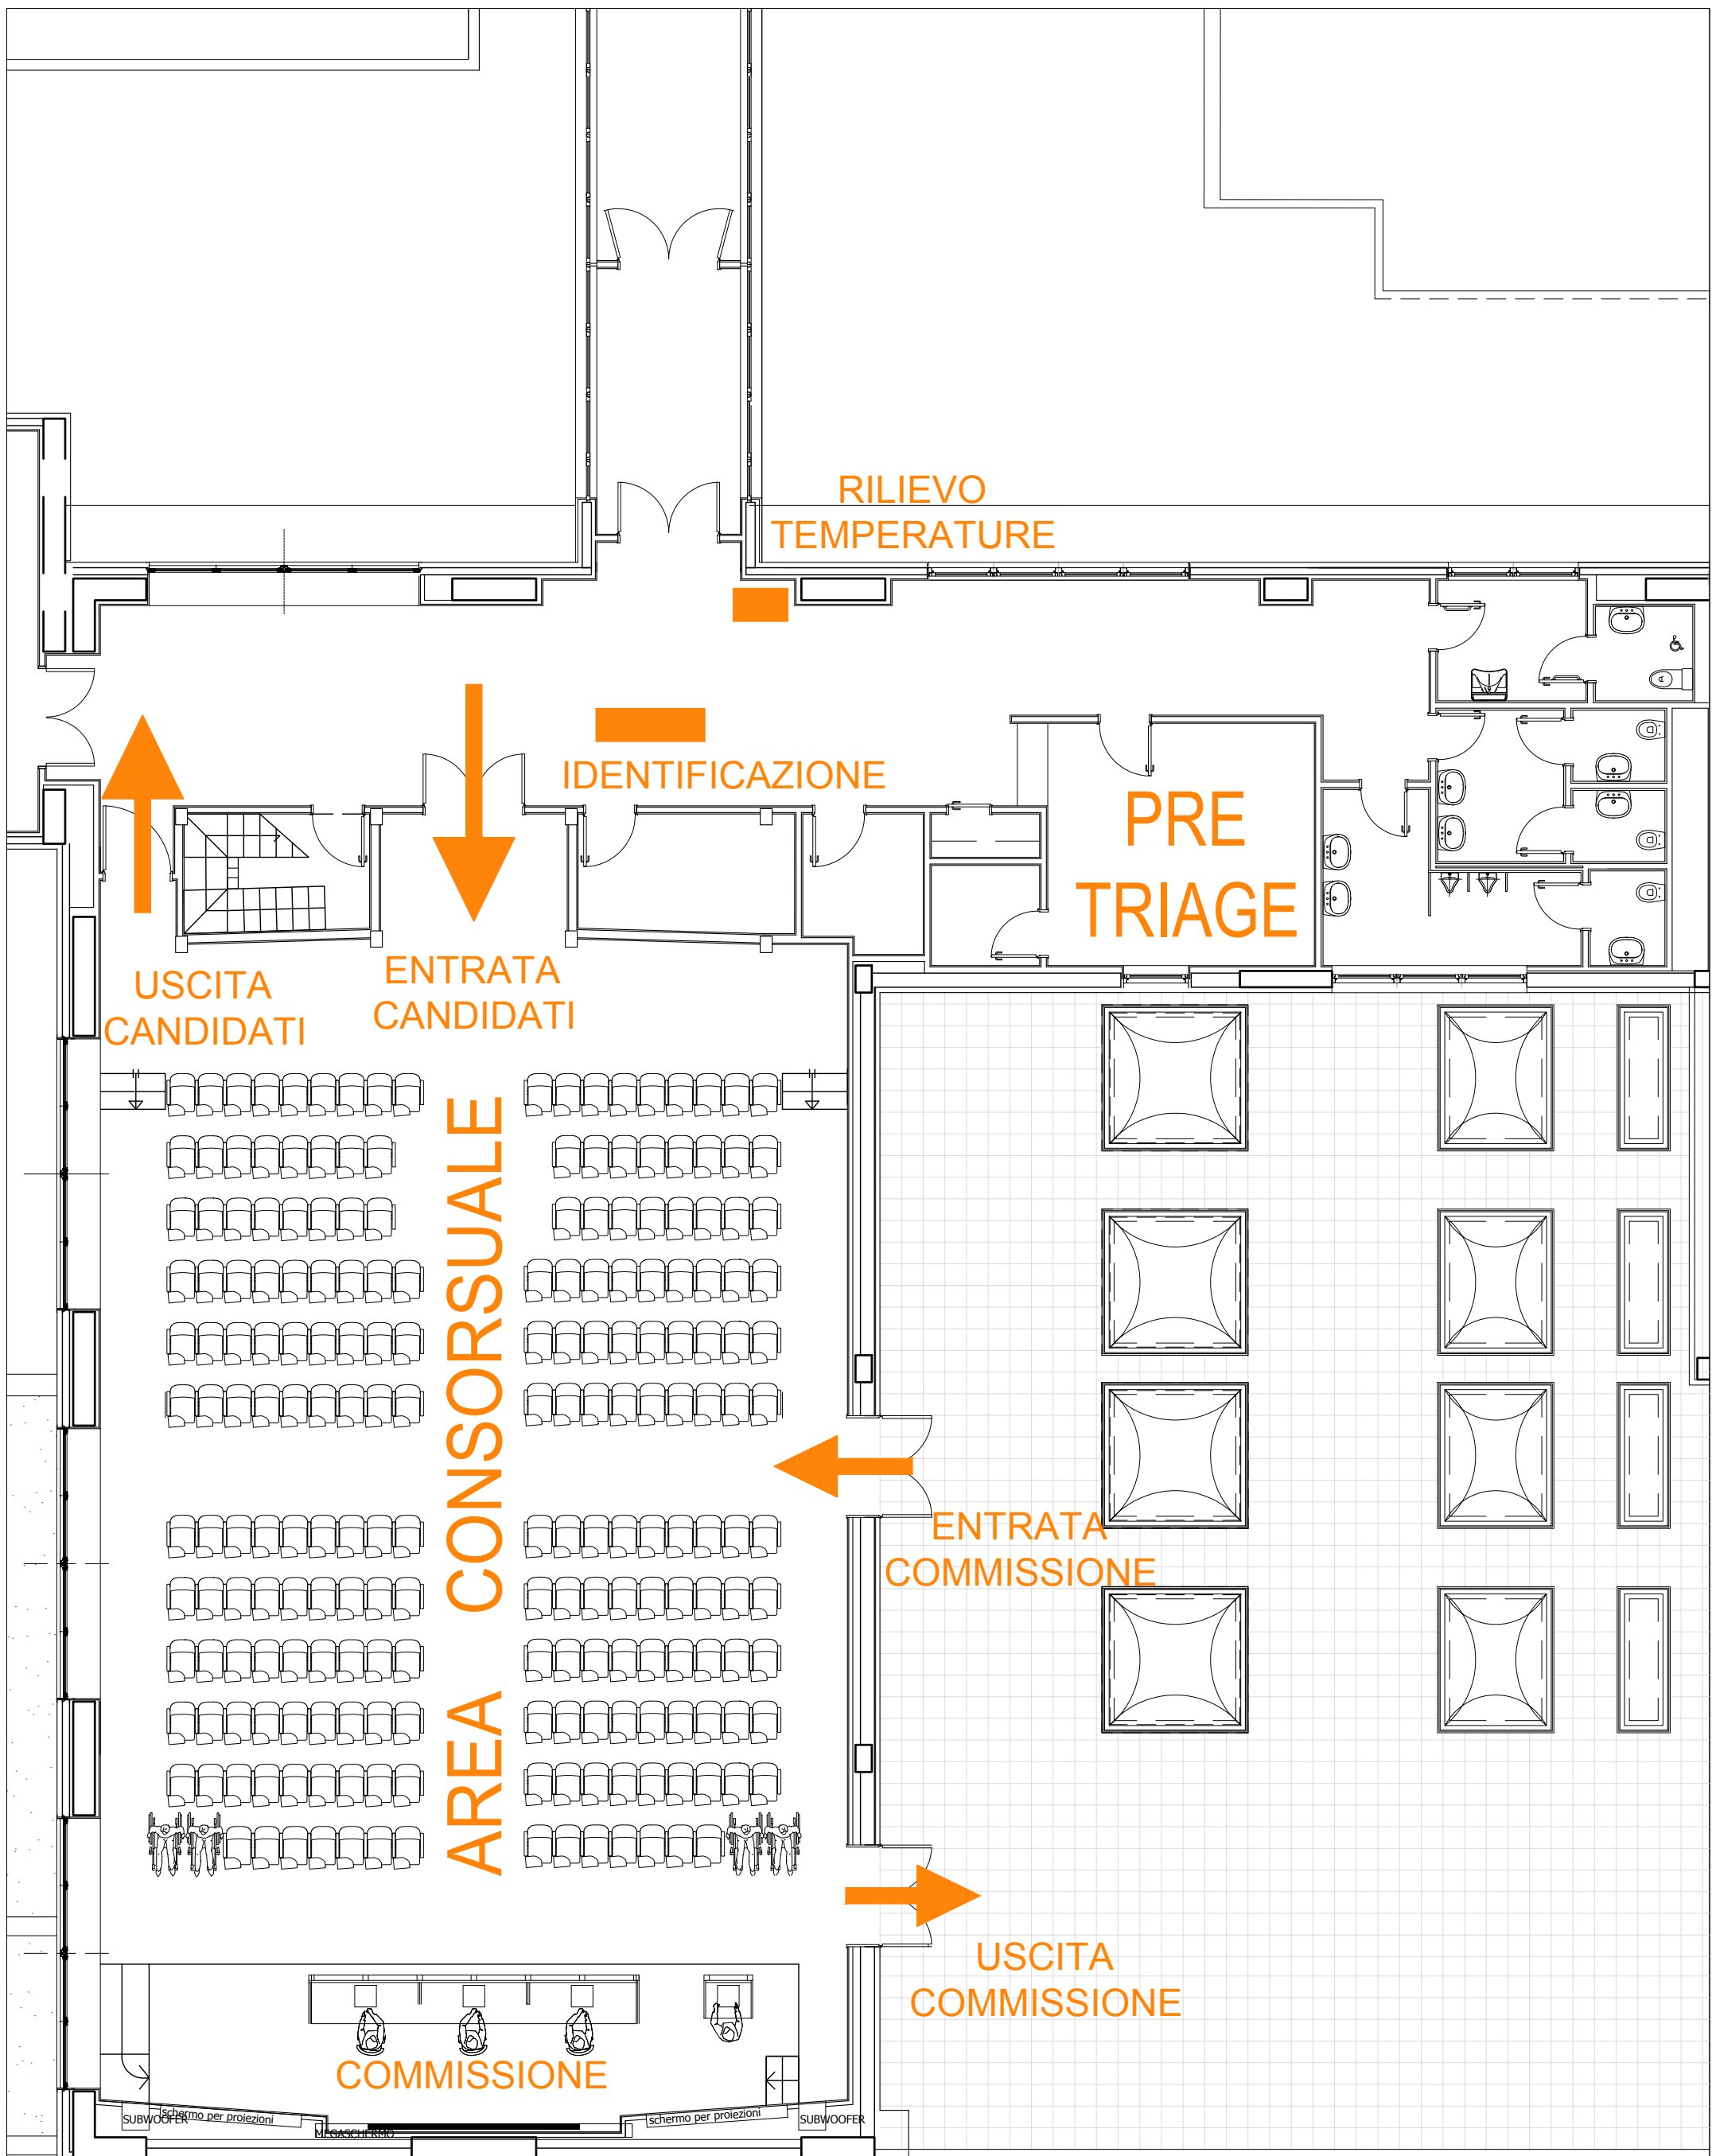 RILIEVO
TEMPERATURE
IDENTIFICAZIONE
PRE
TRIAGE
USCITA
CANDIDATI
ENTRATA
CANDIDATI
AREA CONSORSUALE
ENTRATA
COMMISSIONE
USCITA
COMMISSIONE
COMMISSIONE
SUBWOOFER
schermo per proiezioni
MEGASCHERMO
schermo per proiezioni
SUBWOOFER